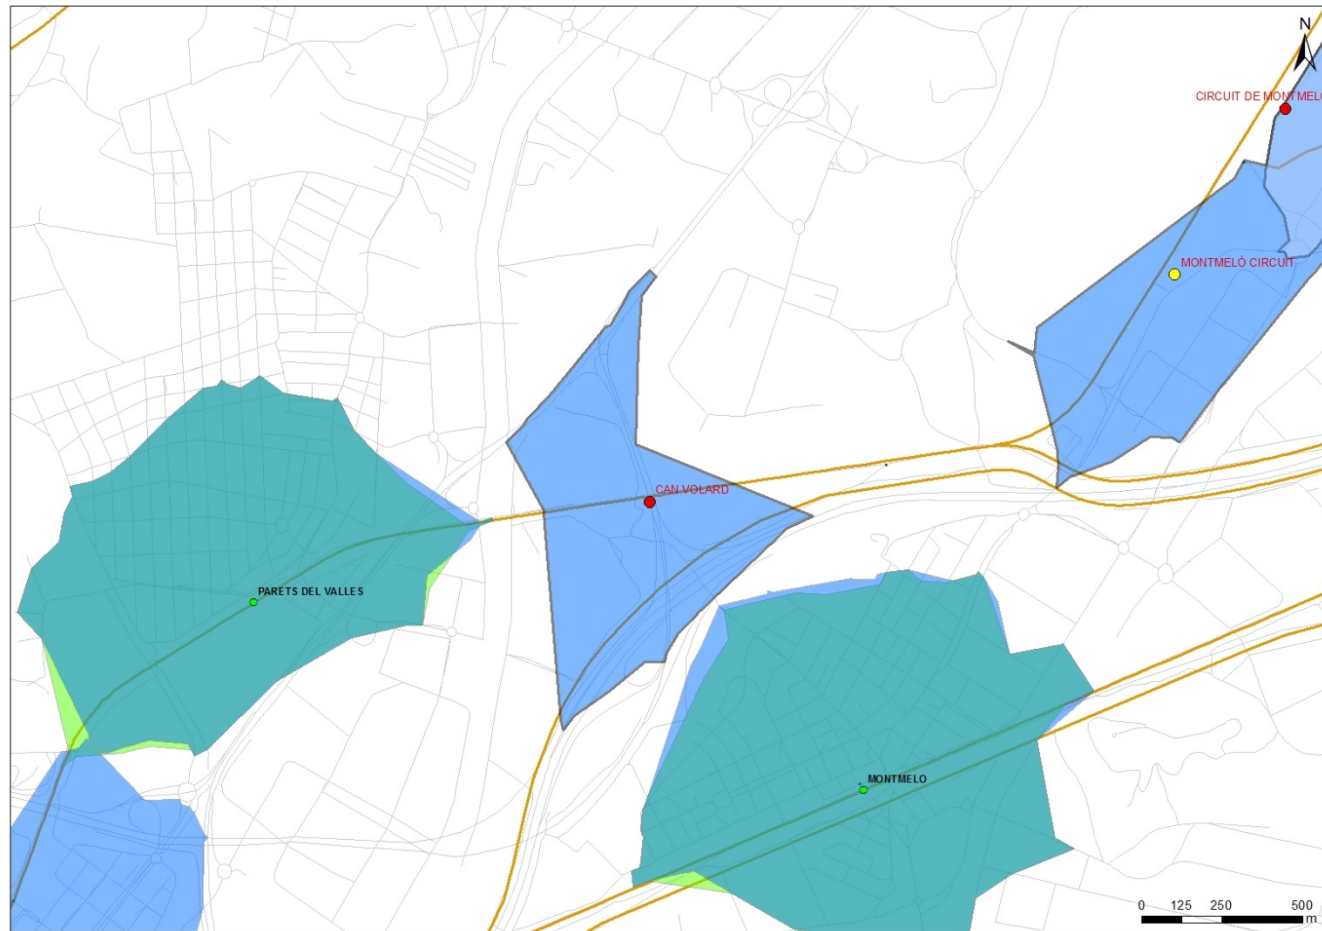 N
CIRCUIT DE MONTMELÓ
MONTMELÓ CIRCUIT
CAN VOLARD
PARETS DEL VALLES
MONTMELO
0 125 250 500
m